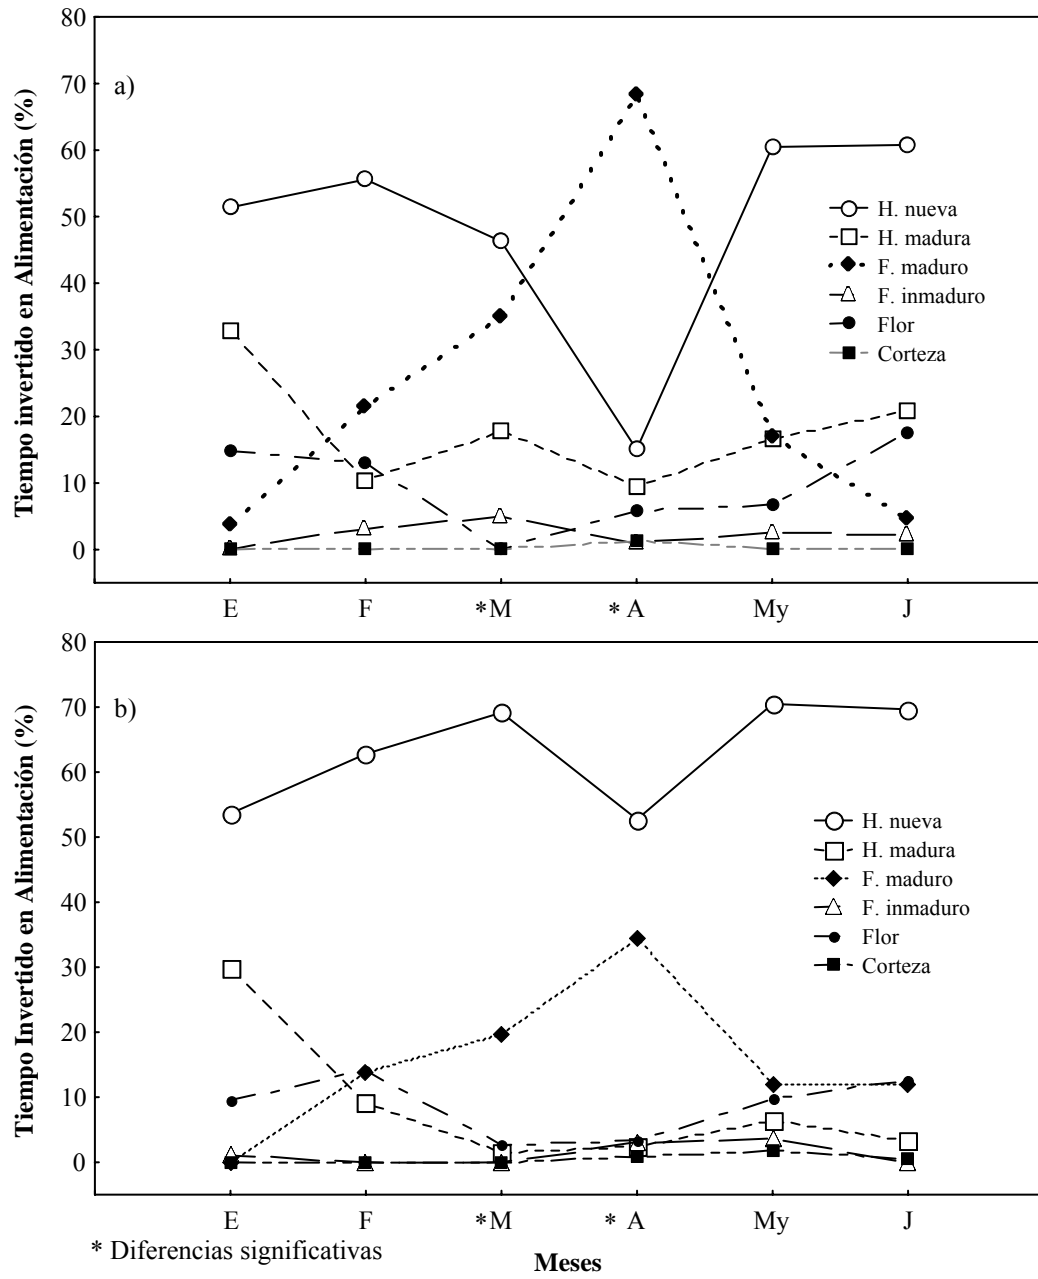 Tiempo invertido en Alimentación (%)
80
70
60
50
40
30
20
10
0
a)
H. nueva
H. madura
F. maduro
F. inmaduro
Flor
Corteza
E F *M * A My J
Tiempo Invertido en Alimentación (%)
80
70
60
50
40
30
20
10
0
b)
H. nueva
H. madura
F. maduro
F. inmaduro
Flor
Corteza
E F *M * A My J
* Diferencias significativas
Meses